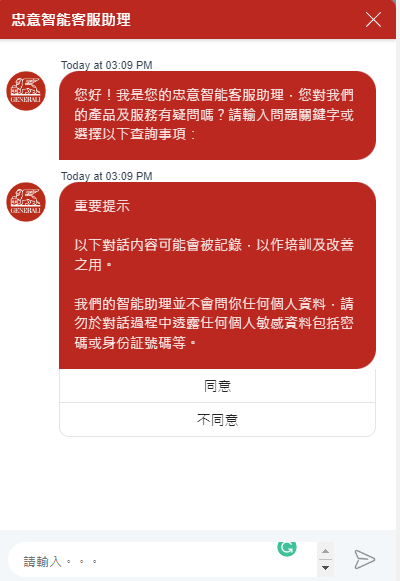 忠意智能客服助理
Today at 03:09 PM
您好！我是您的忠意智能客服助理，您對我們
的產品及服務有疑問嗎？請輸入問題關鍵字或
選擇以下查詢事項：
GENERALI
Today at 03:09 PM
重要提示
以下對話內容可能會被記錄，以作培訓及改善
之用。
我們的智能助理並不會問你任何個人資料，請
勿於對話過程中透露任何個人敏感資料包括密
碼或身份証號碼等。
GENERALI
同意
不同意
請輸入。。。